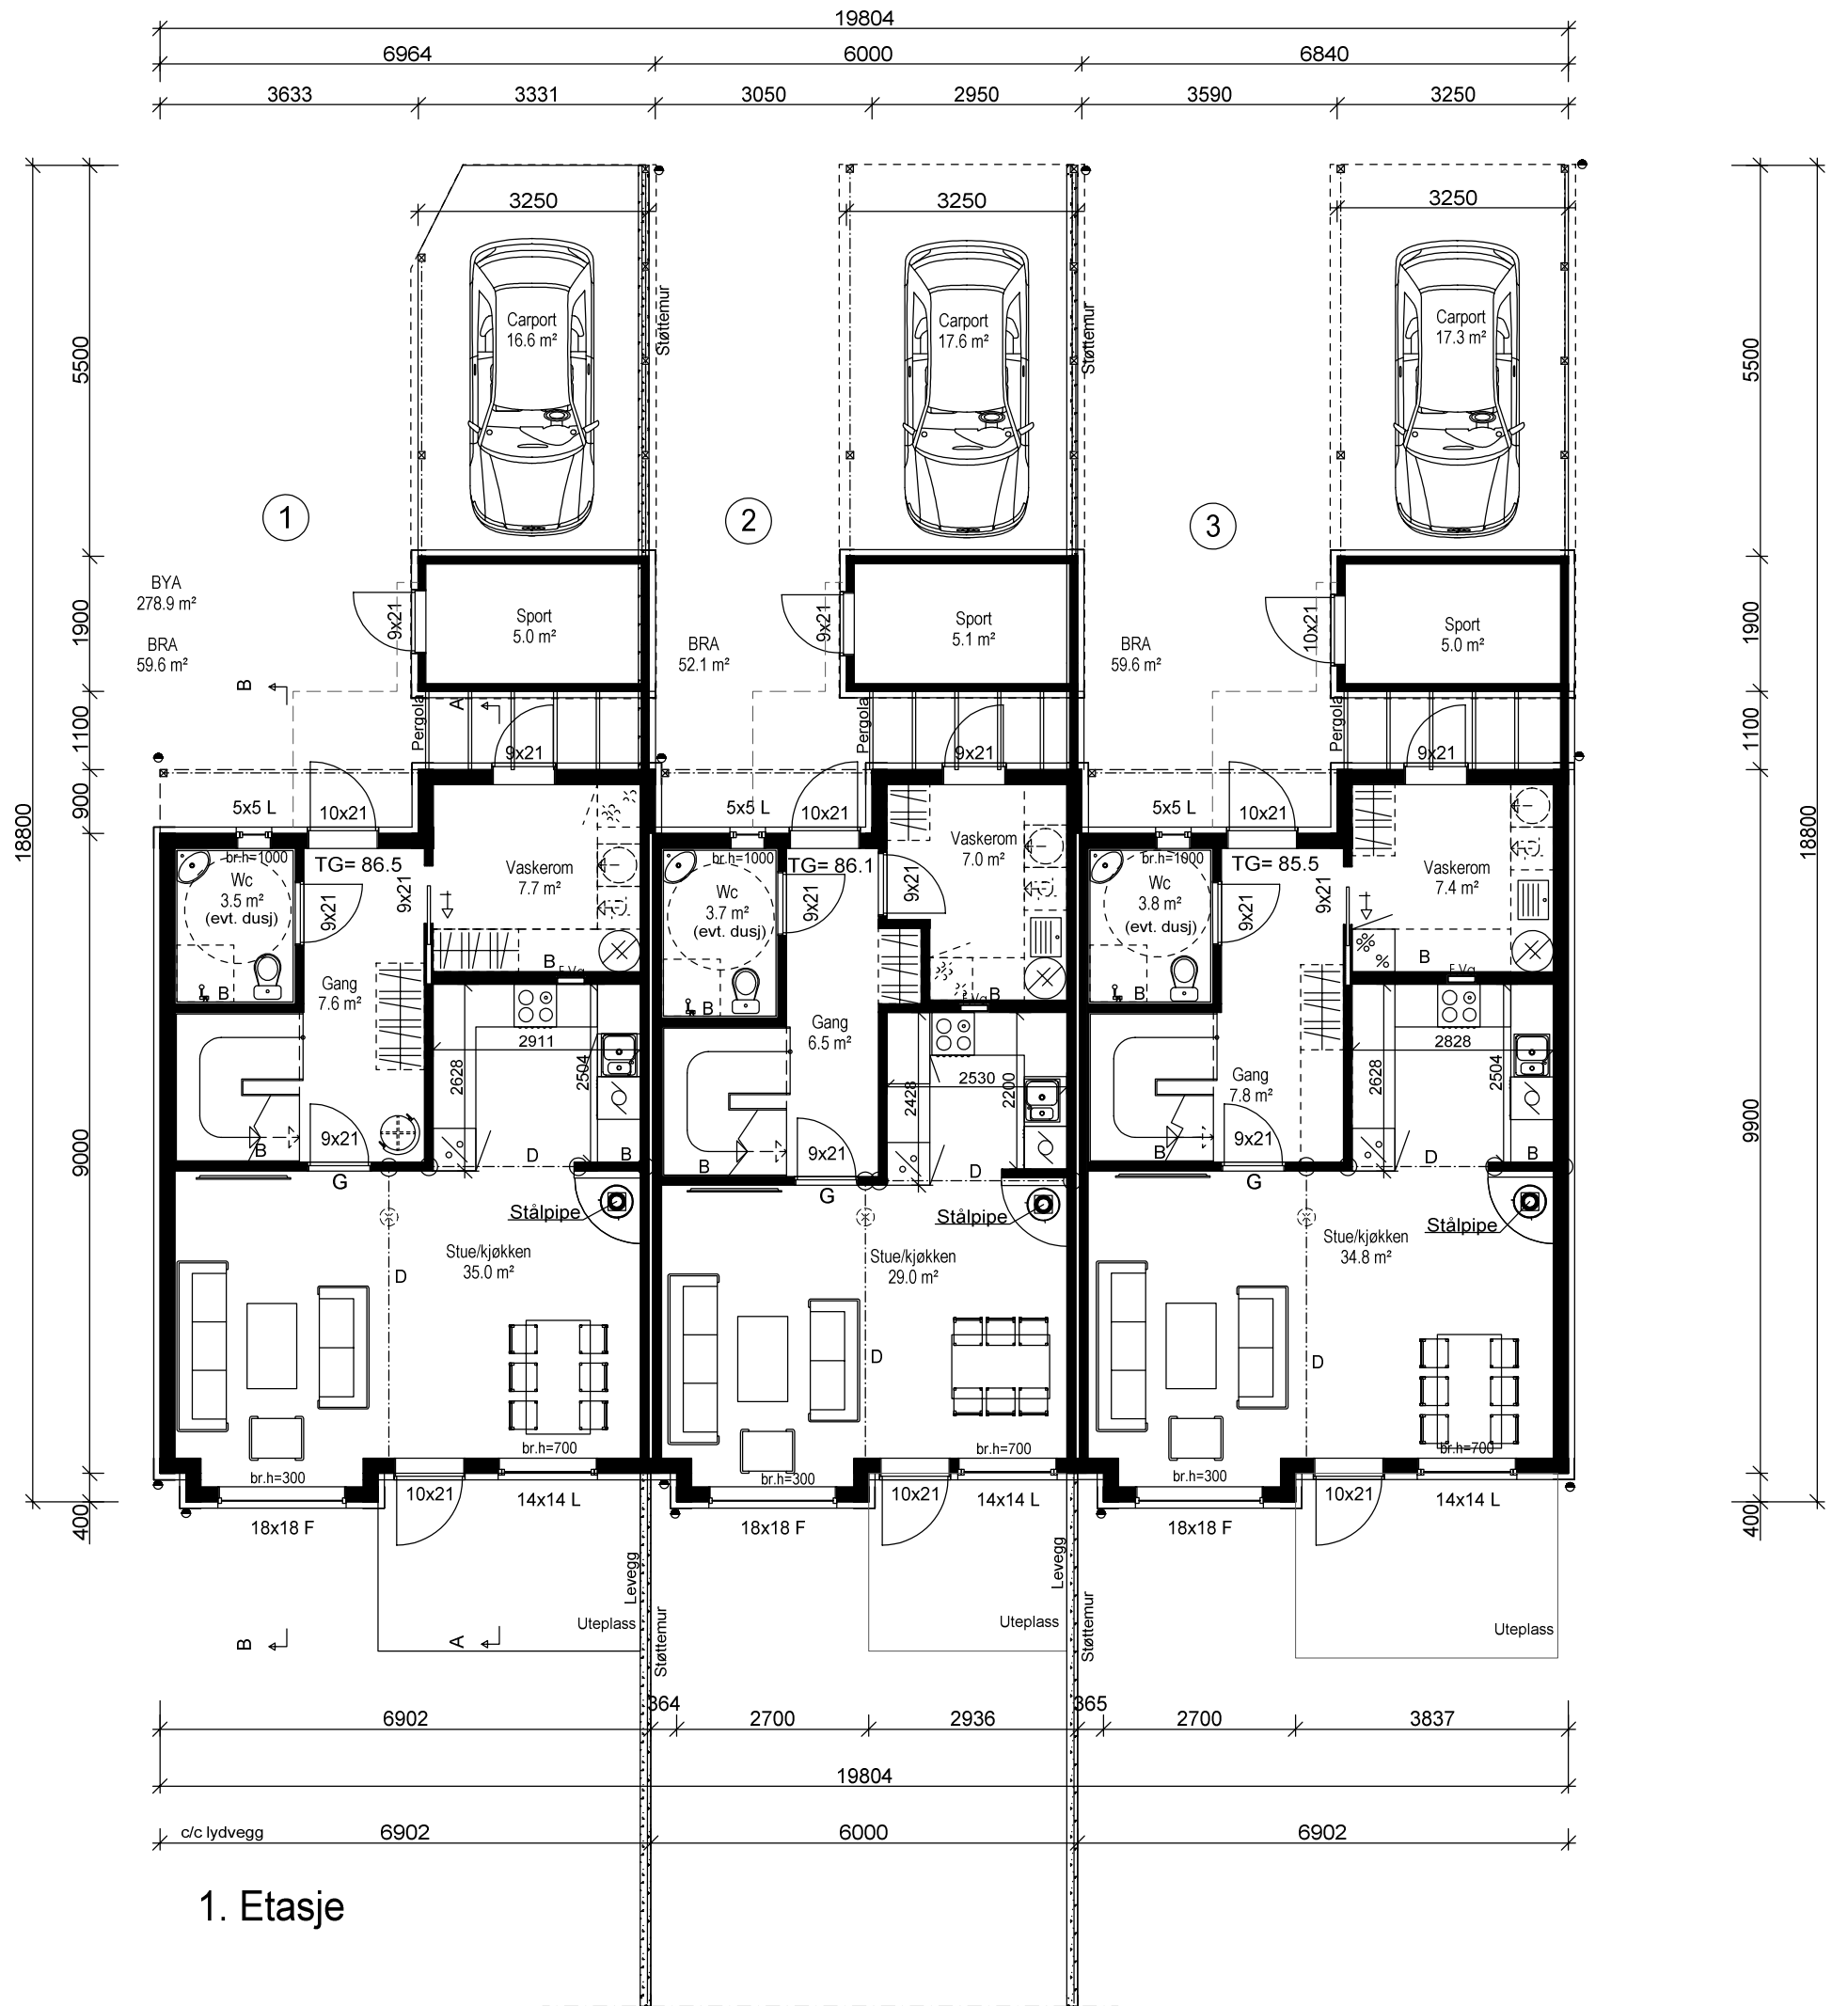 19804
6964
6000
6840
3633
3331
3050
2950
3590
3250
3250
3250
3250
Carport
16.6 m²
Carport
17.6 m²
Carport
17.3 m²
Støttemur
Støttemur
5500
5500
1
2
3
BYA
278.9 m²
BRA
59.6 m²
BRA
52.1 m²
BRA
59.6 m²
9x21
Sport
5.0 m²
9x21
Sport
5.1 m²
10x21
Sport
5.0 m²
1900
1900
B
A
Pergola
Pergola
Pergola
1100
1100
9x21
9x21
9x21
900
18800
18800
5x5 L
10x21
5x5 L
10x21
5x5 L
10x21
br.h=1000
TG= 86.5
br.h=1000
TG= 86.1
br.h=1000
TG= 85.5
Wc
3.5 m²
(evt. dusj)
9x21
9x21
Vaskerom
7.7 m²
Wc
3.7 m²
(evt. dusj)
9x21
9x21
Vaskerom
7.0 m²
Wc
3.8 m²
(evt. dusj)
9x21
9x21
Vaskerom
7.4 m²
B
B
B
B
B
B
Gang
7.6 m²
Gang
6.5 m²
Gang
7.8 m²
2911
2628
2504
2530
2428
2200
2828
2628
2504
9000
9900
B
9x21
B
B
9x21
B
9x21
B
G
D
G
D
G
D
Stålpipe
Stålpipe
Stålpipe
Stue/kjøkken
35.0 m²
Stue/kjøkken
29.0 m²
Stue/kjøkken
34.8 m²
D
D
D
br.h=300
br.h=700
br.h=300
br.h=700
br.h=300
br.h=700
400
400
18x18 F
10x21
14x14 L
18x18 F
10x21
14x14 L
18x18 F
10x21
14x14 L
Levegg
Levegg
Uteplass
Uteplass
Uteplass
Støttemur
Støttemur
B
A
6902
364
2700
2936
365
2700
3837
19804
c/c lydvegg
6902
6000
6902
1. Etasje